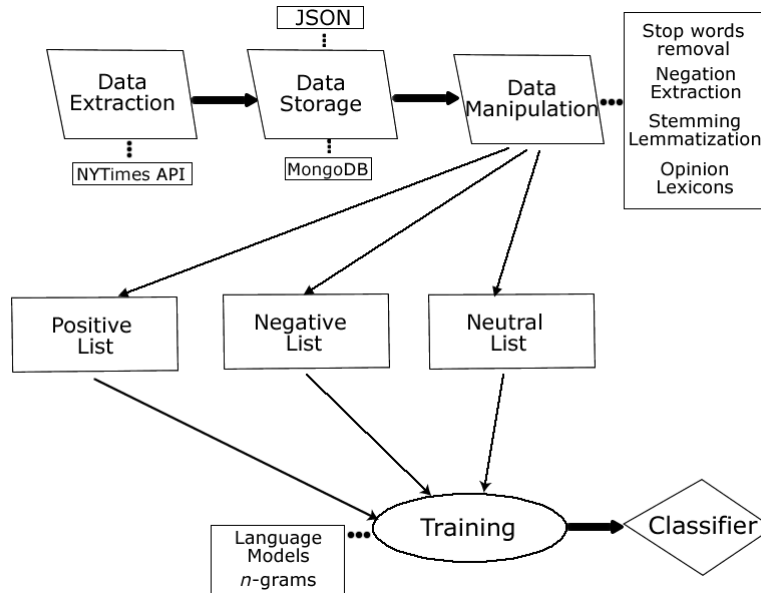 JSON
Data
Extraction
Data
Storage
Data
Manipulation
Stop words
removal
Negation
Extraction
Stemming
Lemmatization
Opinion
Lexicons
NYTimes API
MongoDB
Positive
List
Negative
List
Neutral
List
Training
Classifier
Language
Models
n-grams